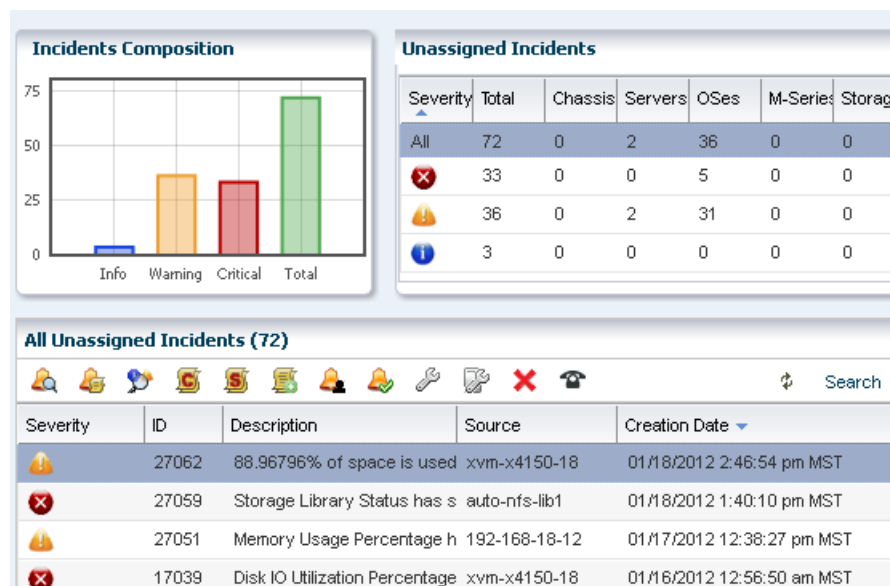 Incidents Composition
75
50
25
0
Info Warning Critical Total
Unassigned Incidents
Severity Total Chassis Servers OSes M-Series Storag
All 72 0 2 36 0 0
33 0 0 5 0 0
36 0 2 31 0 0
3 0 0 0 0 0
All Unassigned Incidents (72)
C S Search
Severity ID Description Source Creation Date
27062 88.96796% of space is used xvm-x4150-18 01/18/2012 2:46:54 pm MST
27059 Storage Library Status has s auto-nfs-lib1 01/18/2012 1:40:10 pm MST
27051 Memory Usage Percentage h 192-168-18-12 01/17/2012 12:38:27 pm MST
17039 Disk IO Utilization Percentage xvm-x4150-18 01/16/2012 12:56:50 am MST